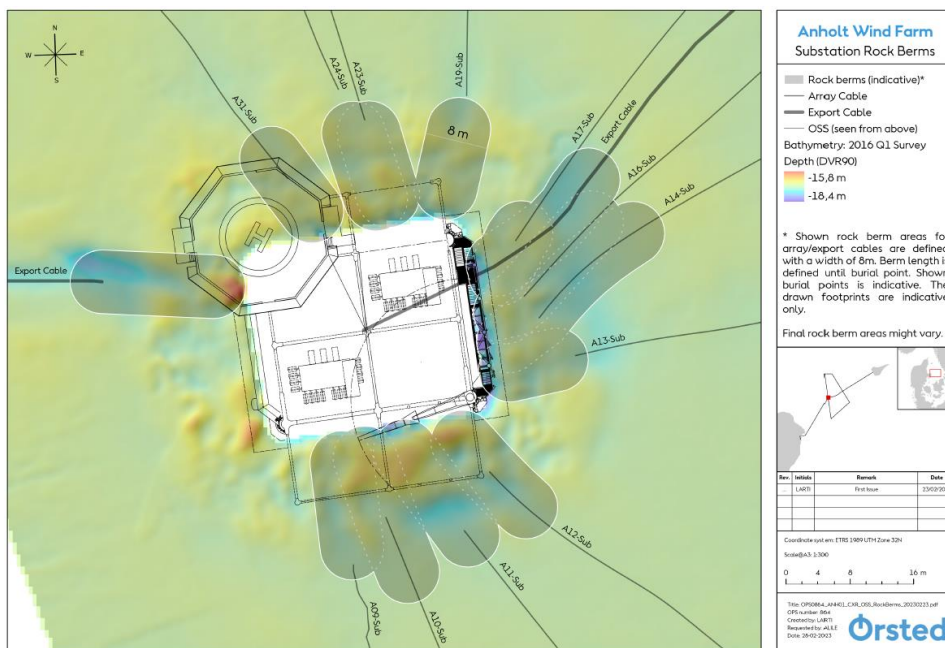 N
W E
S
A31-Sub
A24-Sub
A23-Sub
A19-Sub
8 m
A17-Sub
Export Cable
A16-Sub
A14-Sub
H
Export Cable
A13-Sub
A12-Sub
A11-Sub
A10-Sub
A09-Sub
Anholt Wind Farm
Substation Rock Berms
Rock berms (indicative)*
Array Cable
Export Cable
OSS (seen from above)
Bathymetry: 2016 Q1 Survey
Depth (DVR90)
-15,8 m
-18,4 m
* Shown rock berm areas fo
array/export cables are defined
with a width of 8m. Berm length is
defined until burial point. Shown
burial points is indicative. The
drawn footprints are indicative
only.
Final rock berm areas might vary.
Rev. Initials Remark Date
LARTI First Issue 23/02/20
Coordinate system: ETRS 1989 UTM Zone 32N
Scale@A3: 1:300
0 4 8 16 m
Title: OPS0864_ANH01_CXR_OSS_RockBerms_20230223.pdf
OPS number: 864
Created by: LARTI
Requested by:
Date: 28-02-2023
Ørsted